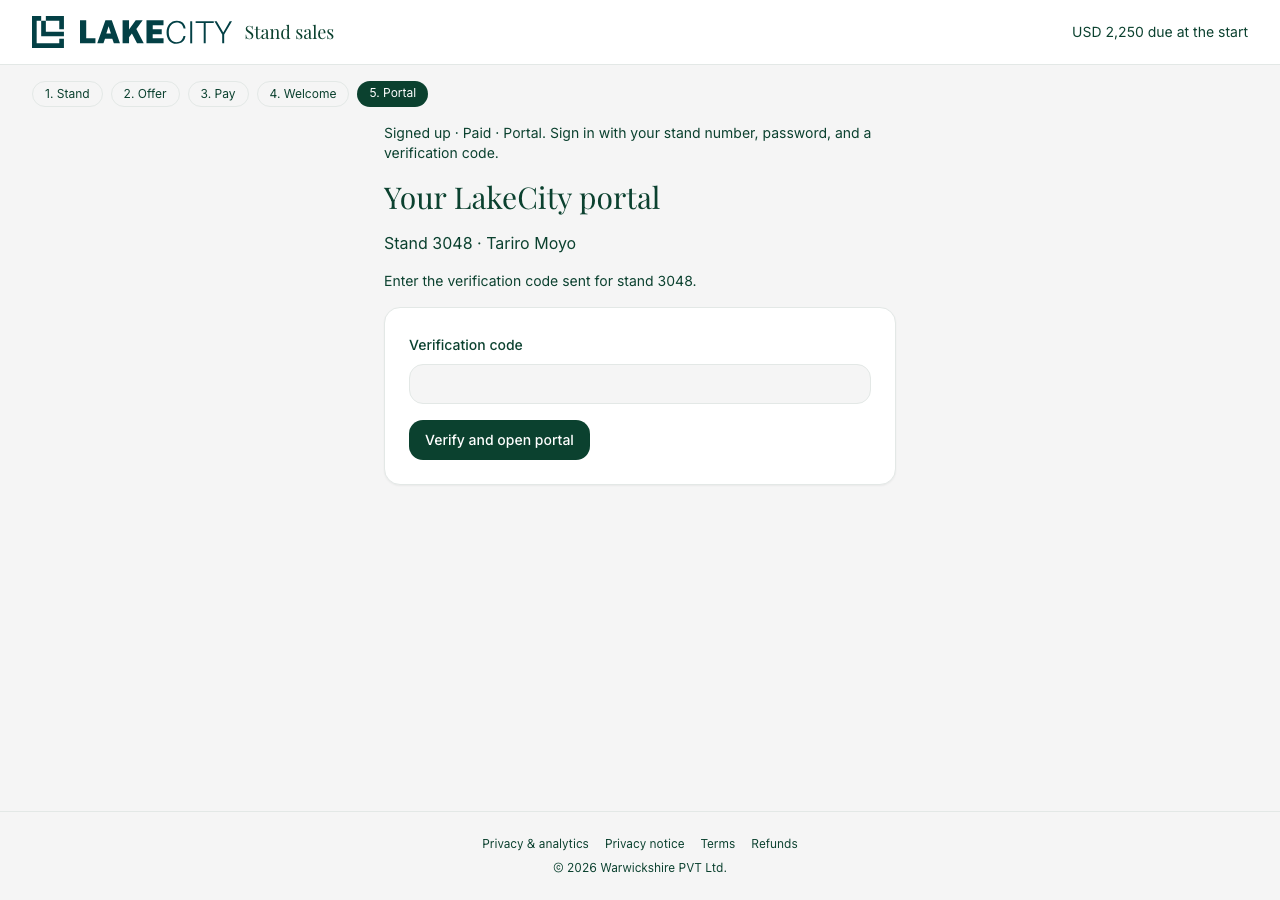 LAKECITY Stand sales
USD 2,250 due at the start
1. Stand
2. Offer
3. Pay
4. Welcome
5. Portal
Signed up · Paid · Portal. Sign in with your stand number, password, and a
verification code.
Your LakeCity portal
Stand 3048 · Tariro Moyo
Enter the verification code sent for stand 3048.
Verification code
Verify and open portal
Privacy & analytics
Privacy notice
Terms
Refunds
© 2026 Warwickshire PVT Ltd.